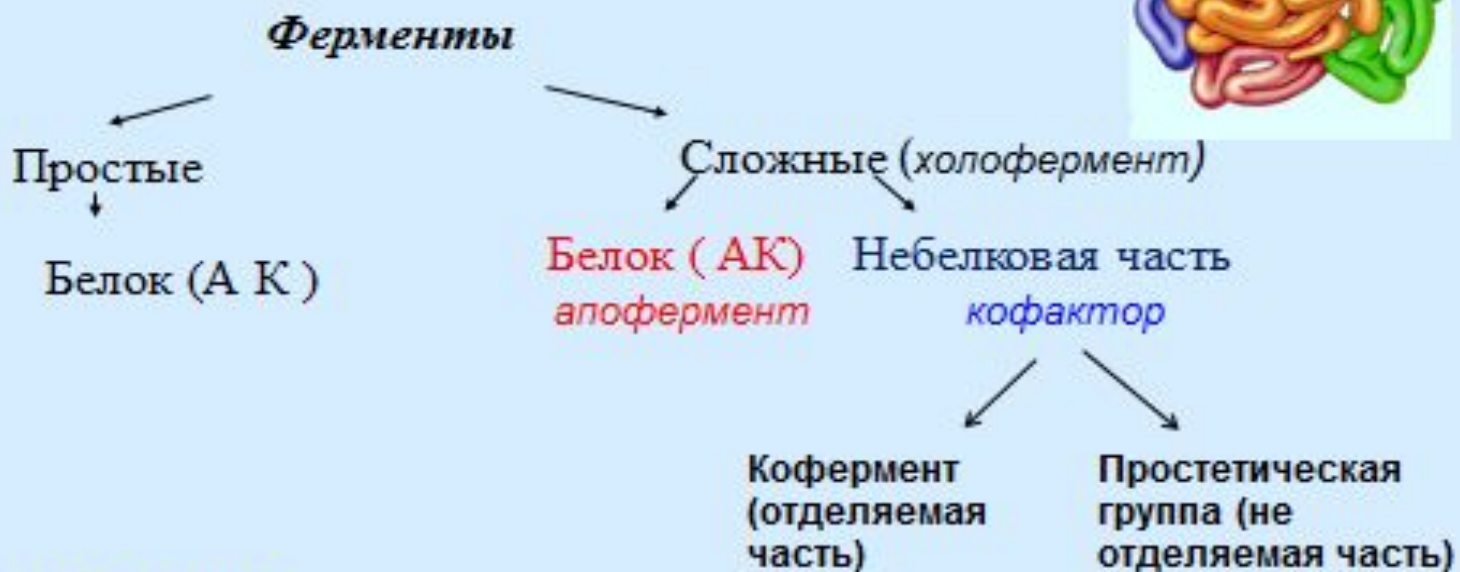 Ферменты
Простые
Сложные (холофермент)
Белок (А К )
Белок ( АК)
Небелковая часть
апофермент
кофактор
Кофермент
(отделяемая
часть)
Простетическая
группа (не
отделяемая часть)